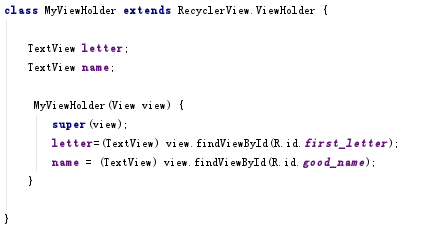 class MyViewHolder extends RecyclerView.ViewHolder {
TextView letter;
TextView name;
MyViewHolder(View view) {
super(view);
letter=(TextView) view.findViewById(R.id.first_letter);
name = (TextView) view.findViewById(R.id.good_name);
}
}